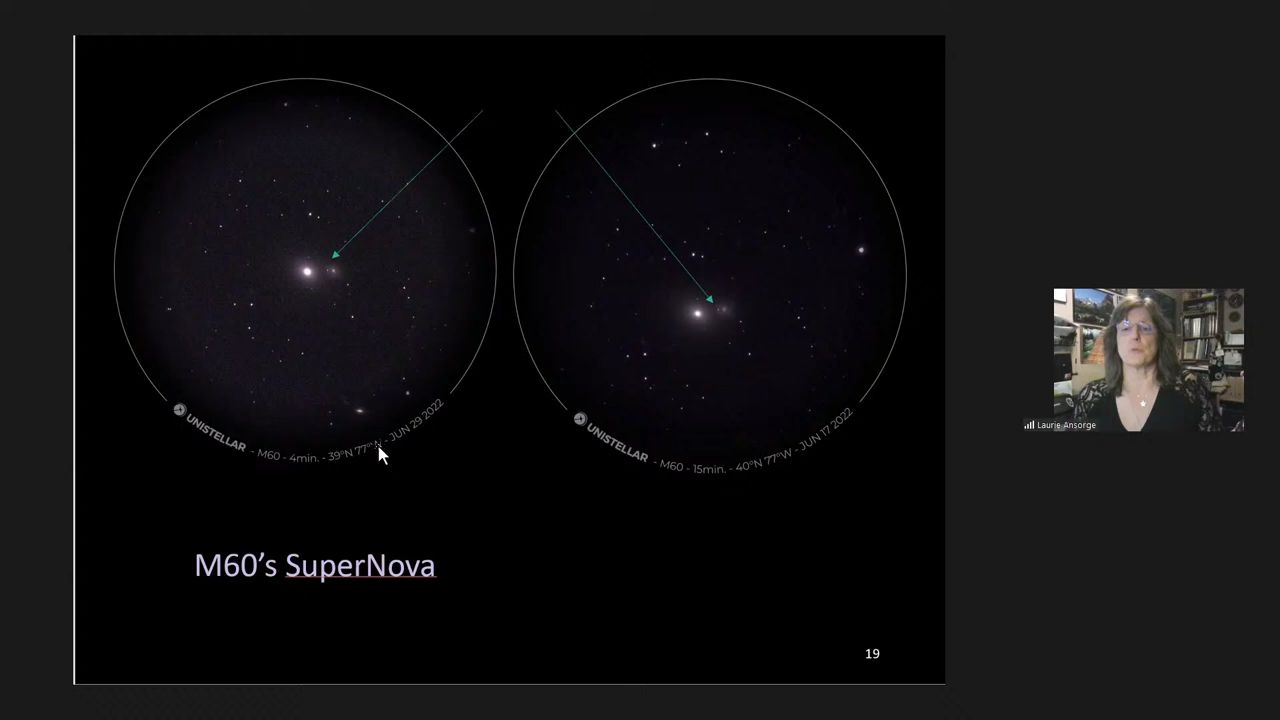 UNISTELLAR - M60 - 4min. - 39°N 77°W - JUN 29 2022
UNISTELLAR - M60 - 15min. - 40°N 77°W - JUN 17 2022
Laurie Ansorge
M60's SuperNova
19